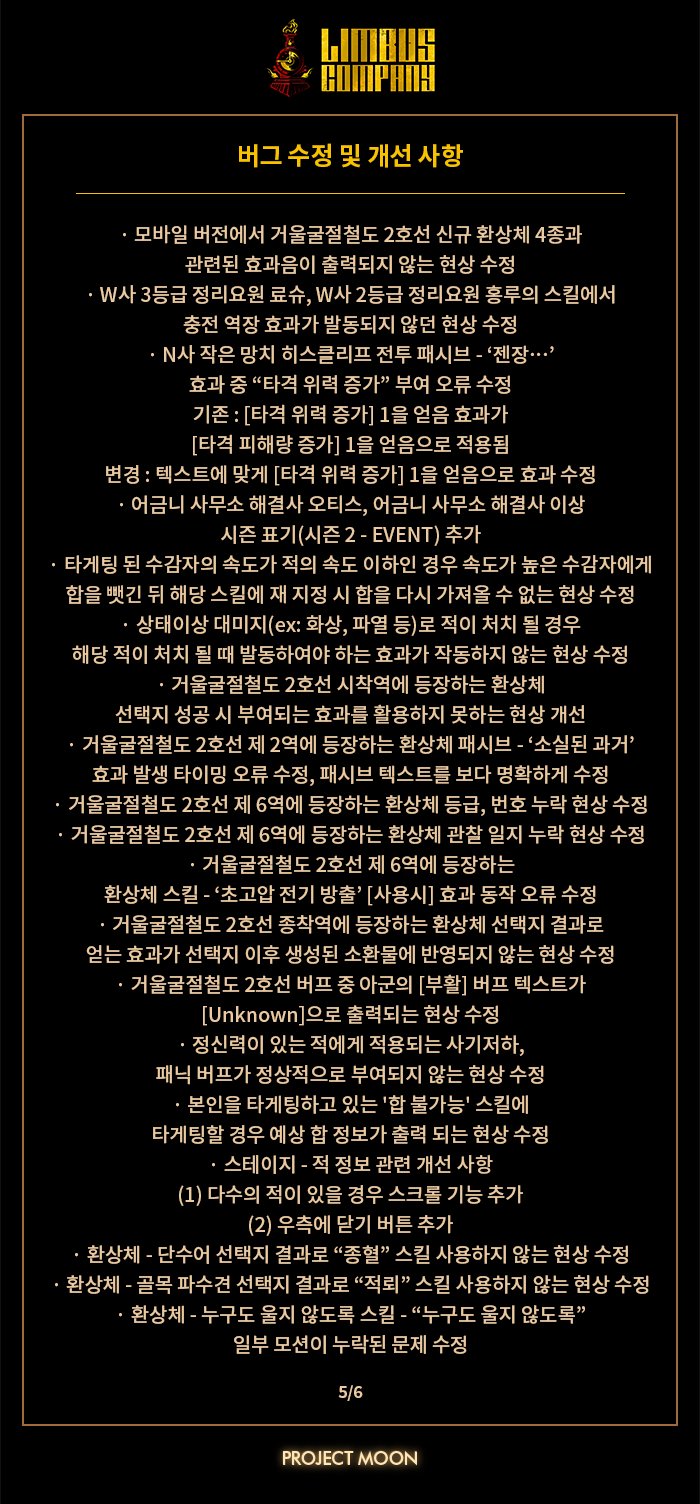 LIMBUS
COMPANY
버그 수정 및 개선 사항
· 모바일 버전에서 거울굴절철도 2호선 신규 환상체 4종과
관련된 효과음이 출력되지 않는 현상 수정
· W사 3등급 정리요원 료슈, W사 2등급 정리요원 홍루의 스킬에서
충전 역장 효과가 발동되지 않던 현상 수정
· N사 작은 망치 히스클리프 전투 패시브 - ‘젠장…’
효과 중 “타격 위력 증가” 부여 오류 수정
기존 : [타격 위력 증가] 1을 얻음 효과가
[타격 피해량 증가] 1을 얻음으로 적용됨
변경 : 텍스트에 맞게 [타격 위력 증가] 1을 얻음으로 효과 수정
· 어금니 사무소 해결사 오티스, 어금니 사무소 해결사 이상
시즌 표기(시즌 2 - EVENT) 추가
· 타게팅 된 수감자의 속도가 적의 속도 이하인 경우 속도가 높은 수감자에게
합을 뺏긴 뒤 해당 스킬에 재 지정 시 합을 다시 가져올 수 없는 현상 수정
· 상태이상 대미지(ex: 화상, 파열 등)로 적이 처치 될 경우
해당 적이 처치 될 때 발동하여야 하는 효과가 작동하지 않는 현상 수정
· 거울굴절철도 2호선 시작역에 등장하는 환상체
선택지 성공 시 부여되는 효과를 활용하지 못하는 현상 개선
· 거울굴절철도 2호선 제 2역에 등장하는 환상체 패시브 - ‘소실된 과거’
효과 발생 타이밍 오류 수정, 패시브 텍스트를 보다 명확하게 수정
· 거울굴절철도 2호선 제 6역에 등장하는 환상체 등급, 번호 누락 현상 수정
· 거울굴절철도 2호선 제 6역에 등장하는 환상체 관찰 일지 누락 현상 수정
· 거울굴절철도 2호선 제 6역에 등장하는
환상체 스킬 - ‘초고압 전기 방출’ [사용시] 효과 동작 오류 수정
· 거울굴절철도 2호선 종착역에 등장하는 환상체 선택지 결과로
얻는 효과가 선택지 이후 생성된 소환물에 반영되지 않는 현상 수정
· 거울굴절철도 2호선 버프 중 아군의 [부활] 버프 텍스트가
[Unknown]으로 출력되는 현상 수정
· 정신력이 있는 적에게 적용되는 사기저하,
패닉 버프가 정상적으로 부여되지 않는 현상 수정
· 본인을 타게팅하고 있는 '합 불가능' 스킬에
타게팅할 경우 예상 합 정보가 출력 되는 현상 수정
· 스테이지 - 적 정보 관련 개선 사항
(1) 다수의 적이 있을 경우 스크롤 기능 추가
(2) 우측에 닫기 버튼 추가
· 환상체 - 단수어 선택지 결과로 “종혈” 스킬 사용하지 않는 현상 수정
· 환상체 - 골목 파수견 선택지 결과로 “적뢰” 스킬 사용하지 않는 현상 수정
· 환상체 - 누구도 울지 않도록 스킬 - “누구도 울지 않도록”
일부 모션이 누락된 문제 수정
5/6
PROJECT MOON